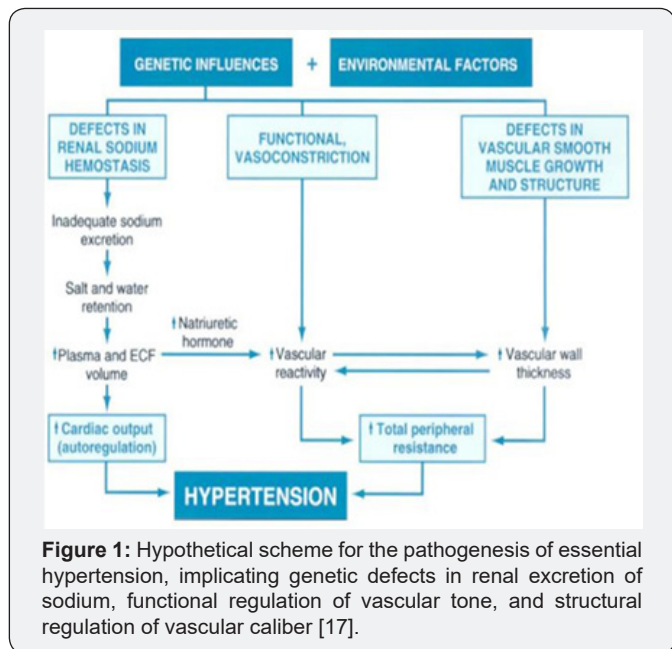 GENETIC INFLUENCES + ENVIRONMENTAL FACTORS
DEFECTS IN
RENAL SODIUM
HEMOSTASIS
FUNCTIONAL,
VASOCONSTRICTION
DEFECTS IN
VASCULAR SMOOTH
MUSCLE GROWTH
AND STRUCTURE
Inadequate sodium
excretion
Salt and water
retention
↑Natriuretic
hormone
↑Plasma and ECF
volume
↑Vascular
reactivity
↑Vascular wall
thickness
↑Cardiac output
(autoregulation)
↑Total peripheral
resistance
HYPERTENSION
Figure 1: Hypothetical scheme for the pathogenesis of essential
hypertension, implicating genetic defects in renal excretion of
sodium, functional regulation of vascular tone, and structural
regulation of vascular caliber [17].